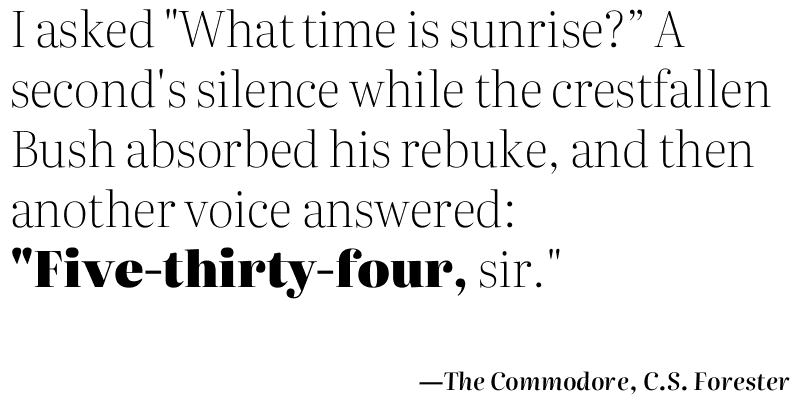 I asked "What time is sunrise?” A
second's silence while the crestfallen
Bush absorbed his rebuke, and then
another voice answered:
"Five-thirty-four, sir."
—The Commodore, C.S. Forester